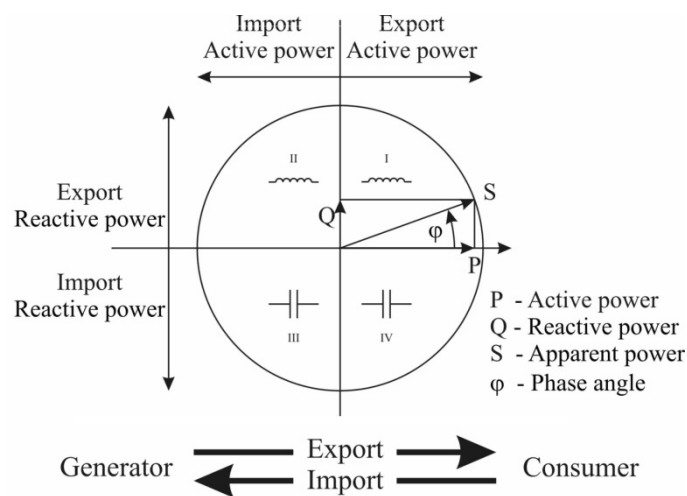 Import
Active power
Export
Active power
II
I
S
Export
Reactive power
Q
φ
P
Import
Reactive power
III
IV
P - Active power
Q - Reactive power
S - Apparent power
φ - Phase angle
Generator
Export
Import
Consumer